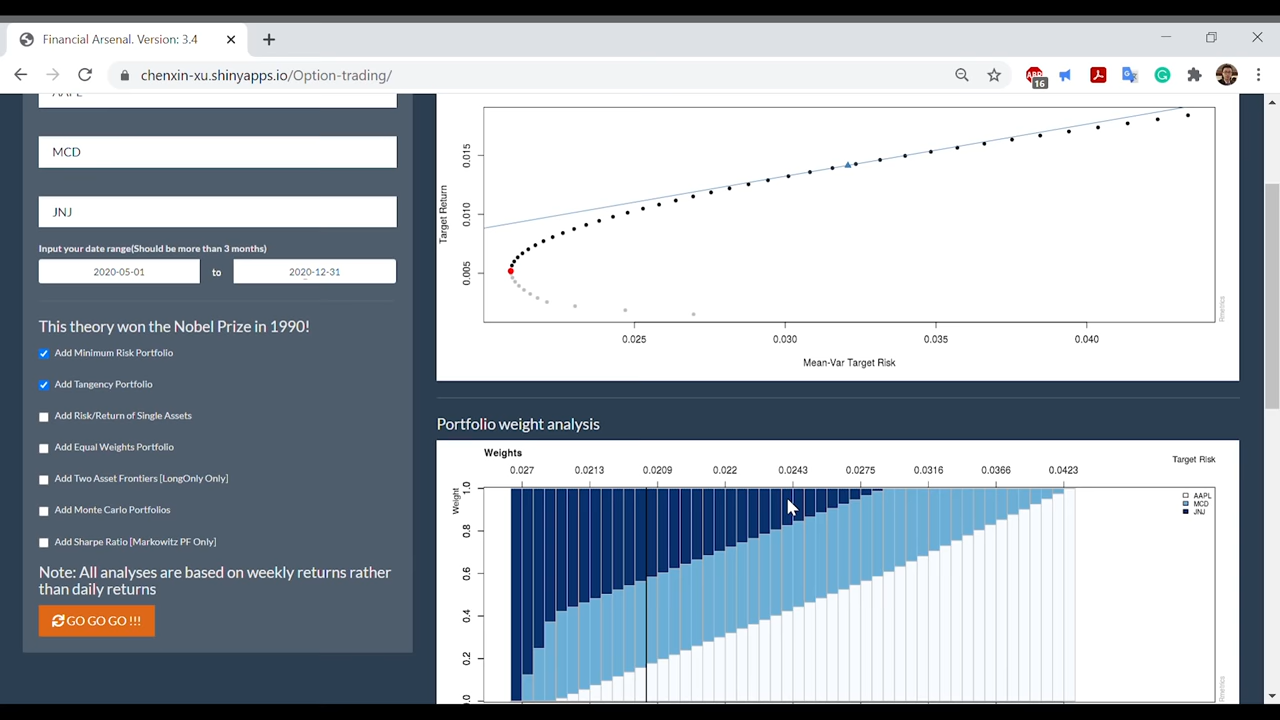 Financial Arsenal. Version: 3.4
chenxin-xu.shinyapps.io/Option-trading/
16
AAPL
MCD
JNJ
Input your date range(Should be more than 3 months)
2020-05-01 to 2020-12-31
This theory won the Nobel Prize in 1990!
Add Minimum Risk Portfolio
Add Tangency Portfolio
Add Risk/Return of Single Assets
Add Equal Weights Portfolio
Add Two Asset Frontiers [LongOnly Only]
Add Monte Carlo Portfolios
Add Sharpe Ratio [Markowitz PF Only]
Note: All analyses are based on weekly returns rather
than daily returns
GO GO GO !!!
Target Return
0.015
0.010
0.005
0.025 0.030 0.035 0.040
Mean-Var Target Risk
Rmetrics
Portfolio weight analysis
Weights
Target Risk
0.027 0.0213 0.0209 0.022 0.0243 0.0275 0.0316 0.0366 0.0423
Weight
1.0
0.8
0.6
0.4
0.2
0.0
AAPL
MCD
JNJ
Rmetrics